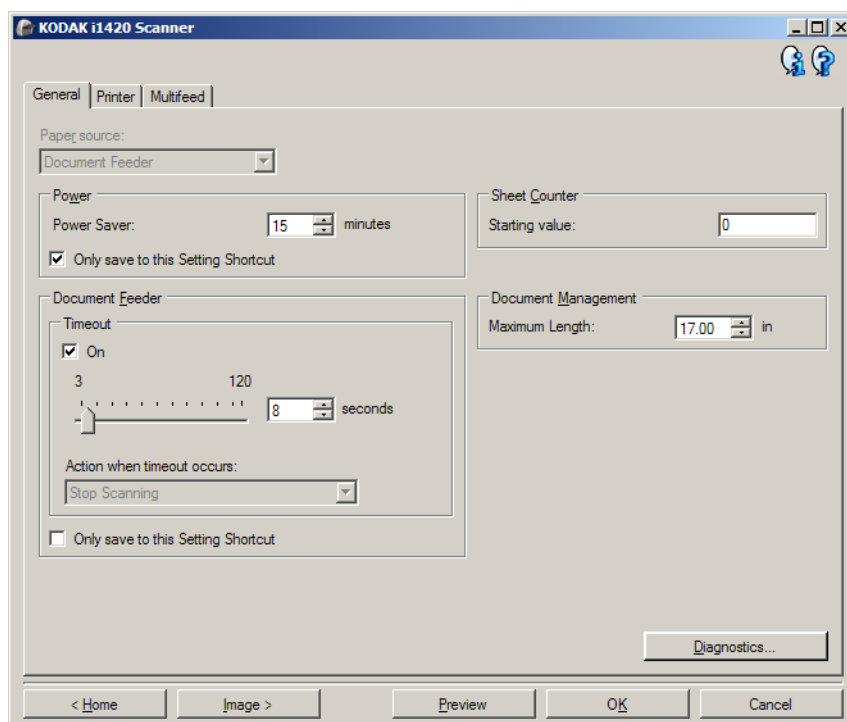 KODAK i1420 Scanner
General Printer Multifeed
Paper source:
Document Feeder
Power
Power Saver: 15 minutes
Only save to this Setting Shortcut
Sheet Counter
Starting value: 0
Document Feeder
Timeout
On
3 120
8 seconds
Action when timeout occurs:
Stop Scanning
Only save to this Setting Shortcut
Document Management
Maximum Length: 17.00 in
Diagnostics...
< Home Image > Preview OK Cancel